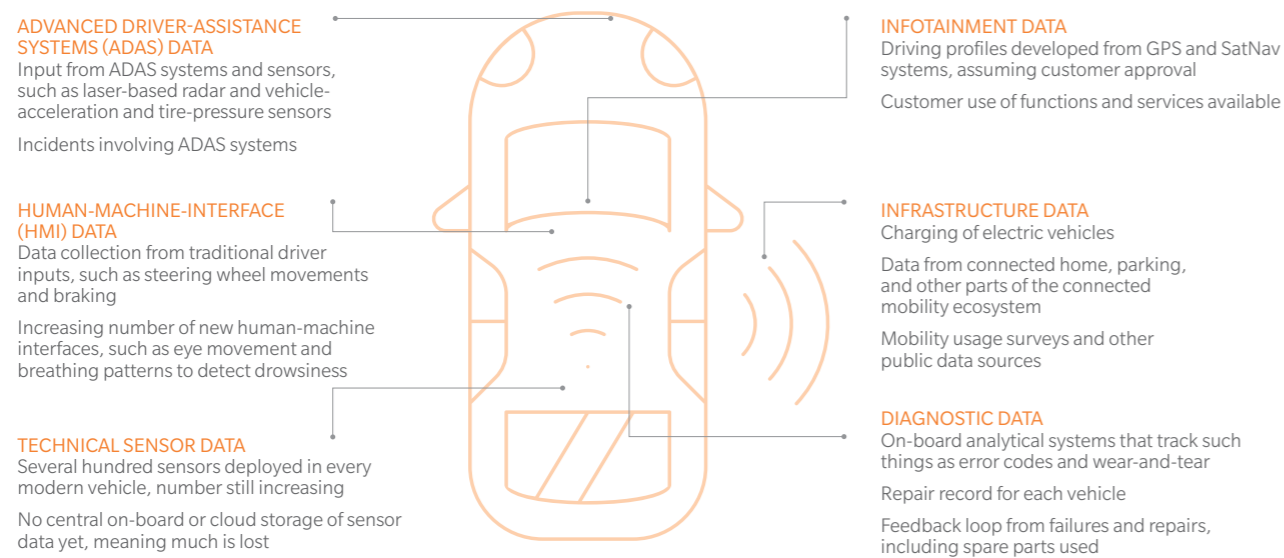 ADVANCED DRIVER-ASSISTANCE
SYSTEMS (ADAS) DATA
Input from ADAS systems and sensors,
such as laser-based radar and vehicle-
acceleration and tire-pressure sensors
Incidents involving ADAS systems
HUMAN-MACHINE-INTERFACE
(HMI) DATA
Data collection from traditional driver
inputs, such as steering wheel movements
and braking
Increasing number of new human-machine
interfaces, such as eye movement and
breathing patterns to detect drowsiness
TECHNICAL SENSOR DATA
Several hundred sensors deployed in every
modern vehicle, number still increasing
No central on-board or cloud storage of sensor
data yet, meaning much is lost
INFOTAINMENT DATA
Driving profiles developed from GPS and SatNav
systems, assuming customer approval
Customer use of functions and services available
INFRASTRUCTURE DATA
Charging of electric vehicles
Data from connected home, parking,
and other parts of the connected
mobility ecosystem
Mobility usage surveys and other
public data sources
DIAGNOSTIC DATA
On-board analytical systems that track such
things as error codes and wear-and-tear
Repair record for each vehicle
Feedback loop from failures and repairs,
including spare parts used